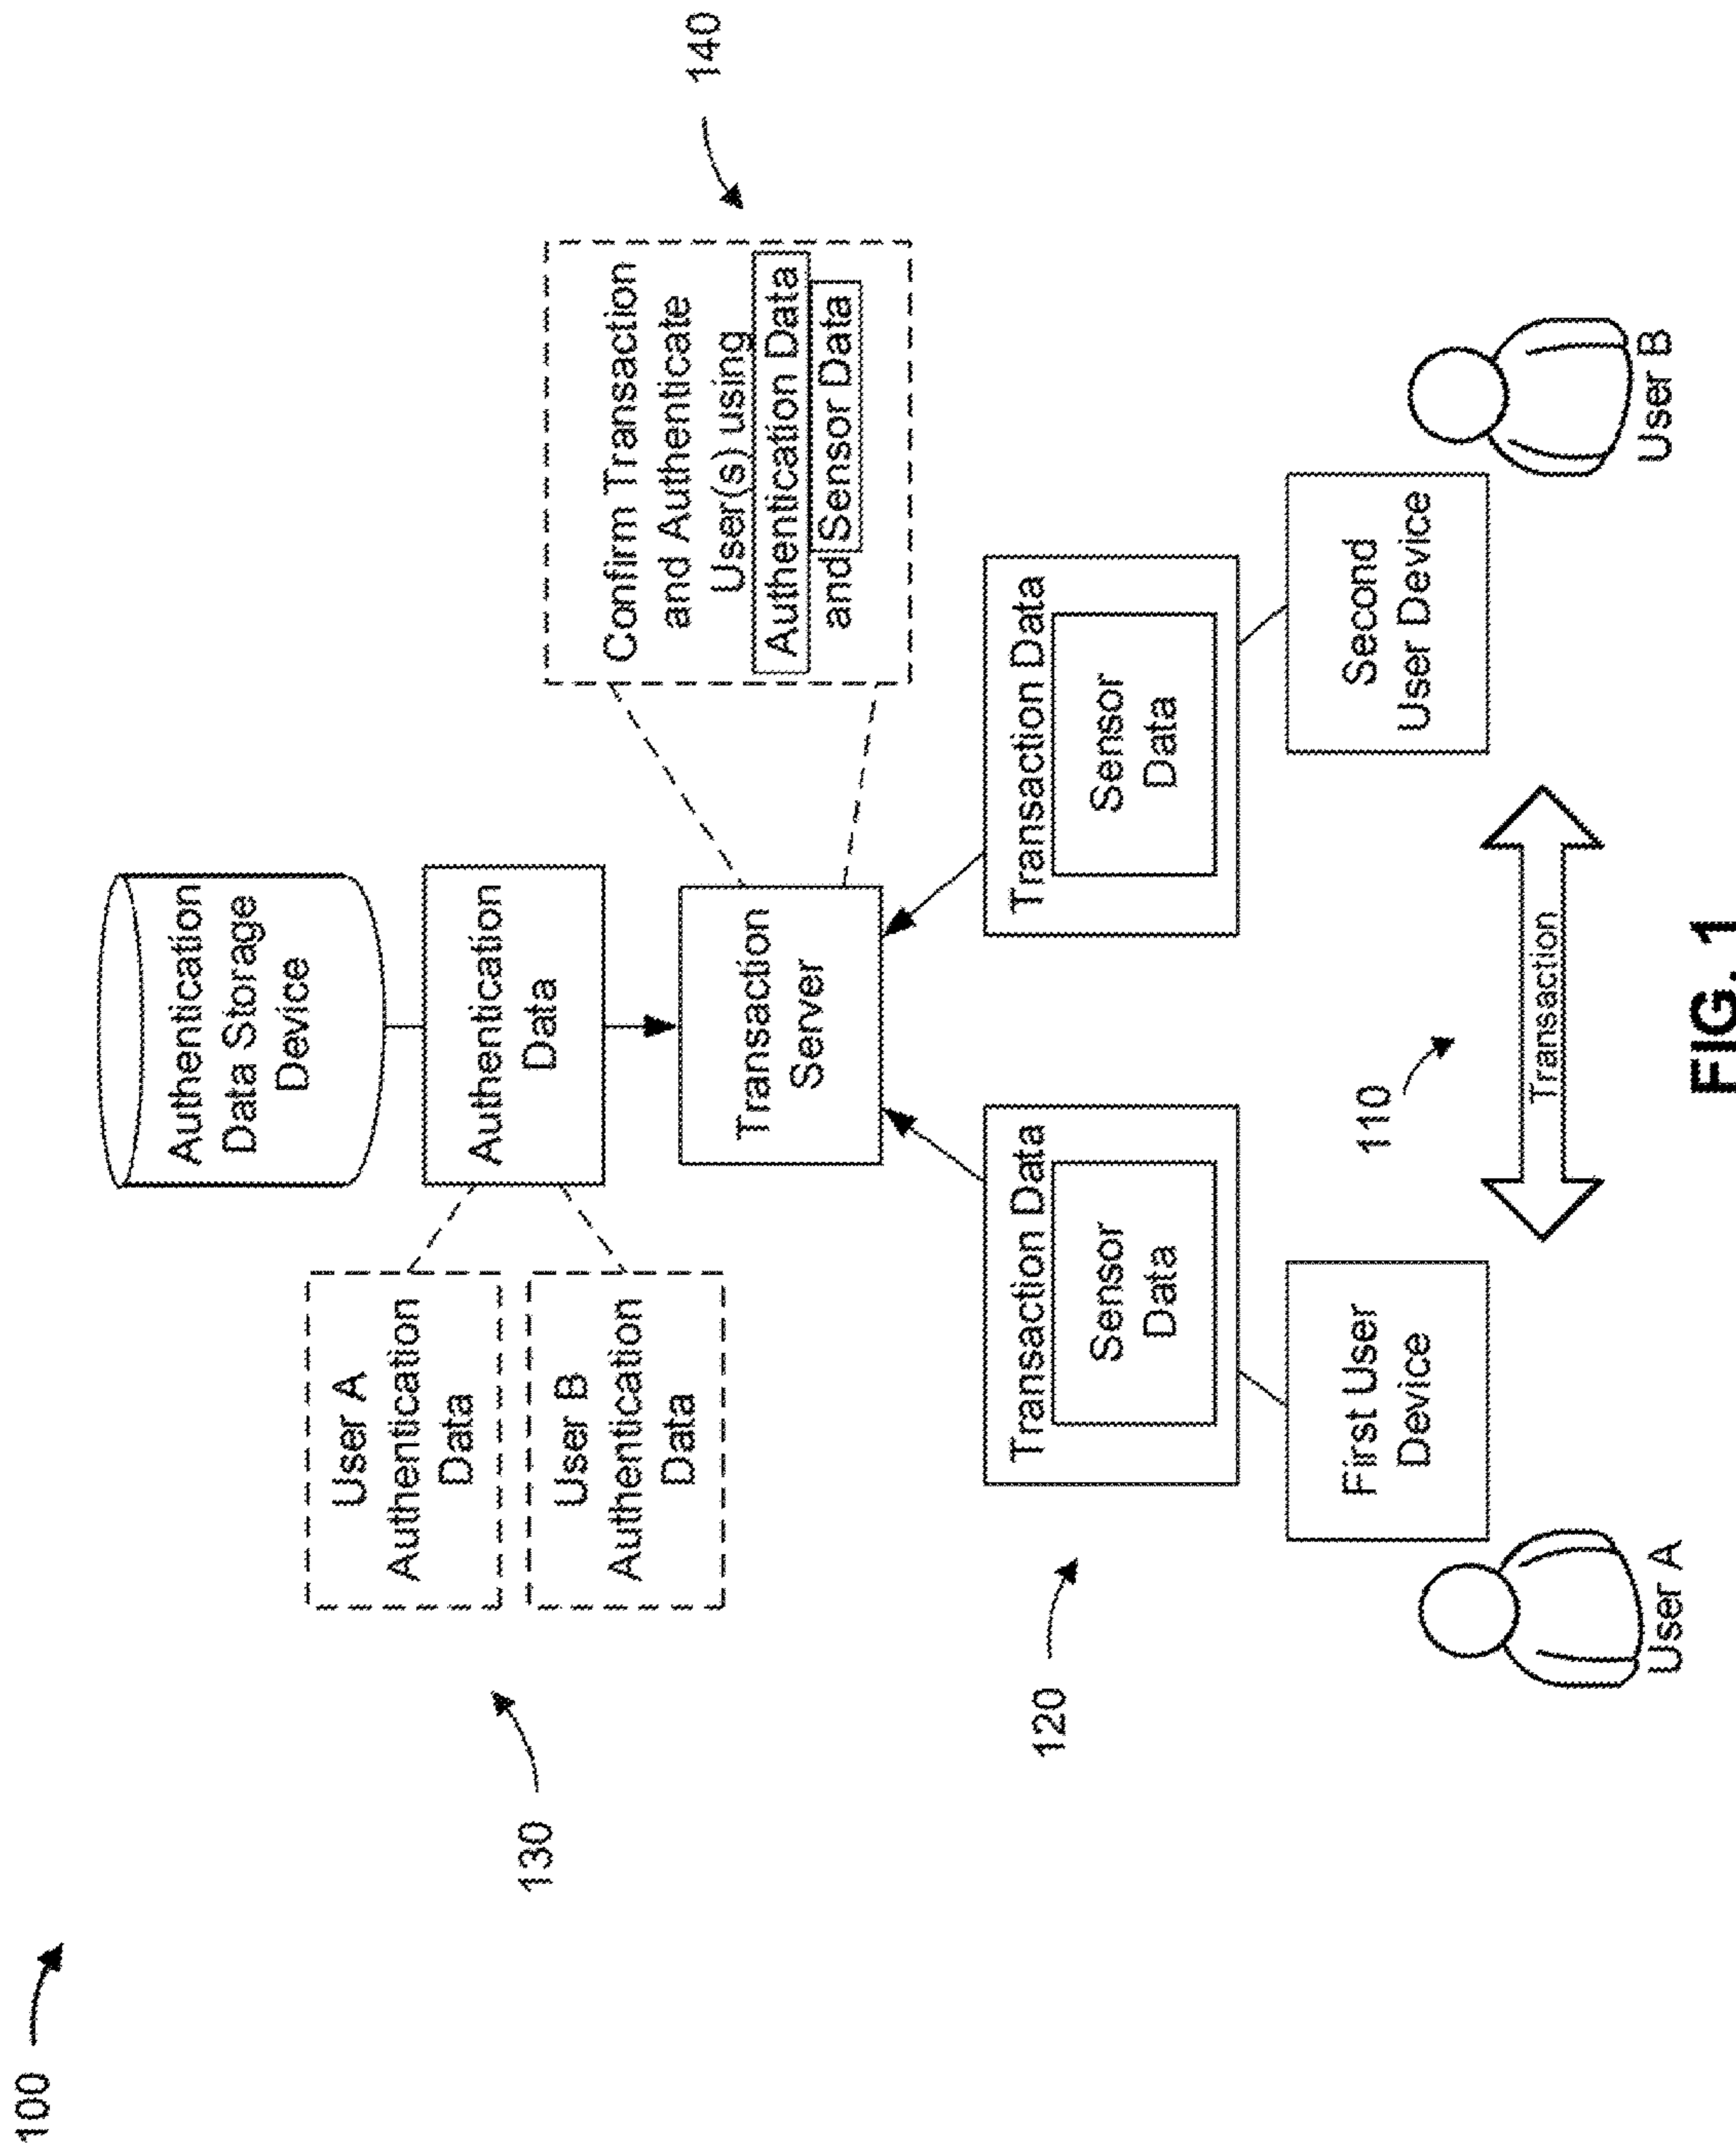 100
130
User A
Authentication
Data
User B
Authentication
Data
Authentication
Data Storage
Device
Authentication
Data
Transaction
Server
140
Confirm Transaction
and Authenticate
User(s) using
Authentication Data
and Sensor Data
120
Transaction Data
Sensor
Data
Transaction Data
Sensor
Data
First User
Device
User A
110
Transaction
Second
User Device
User B
FIG. 1